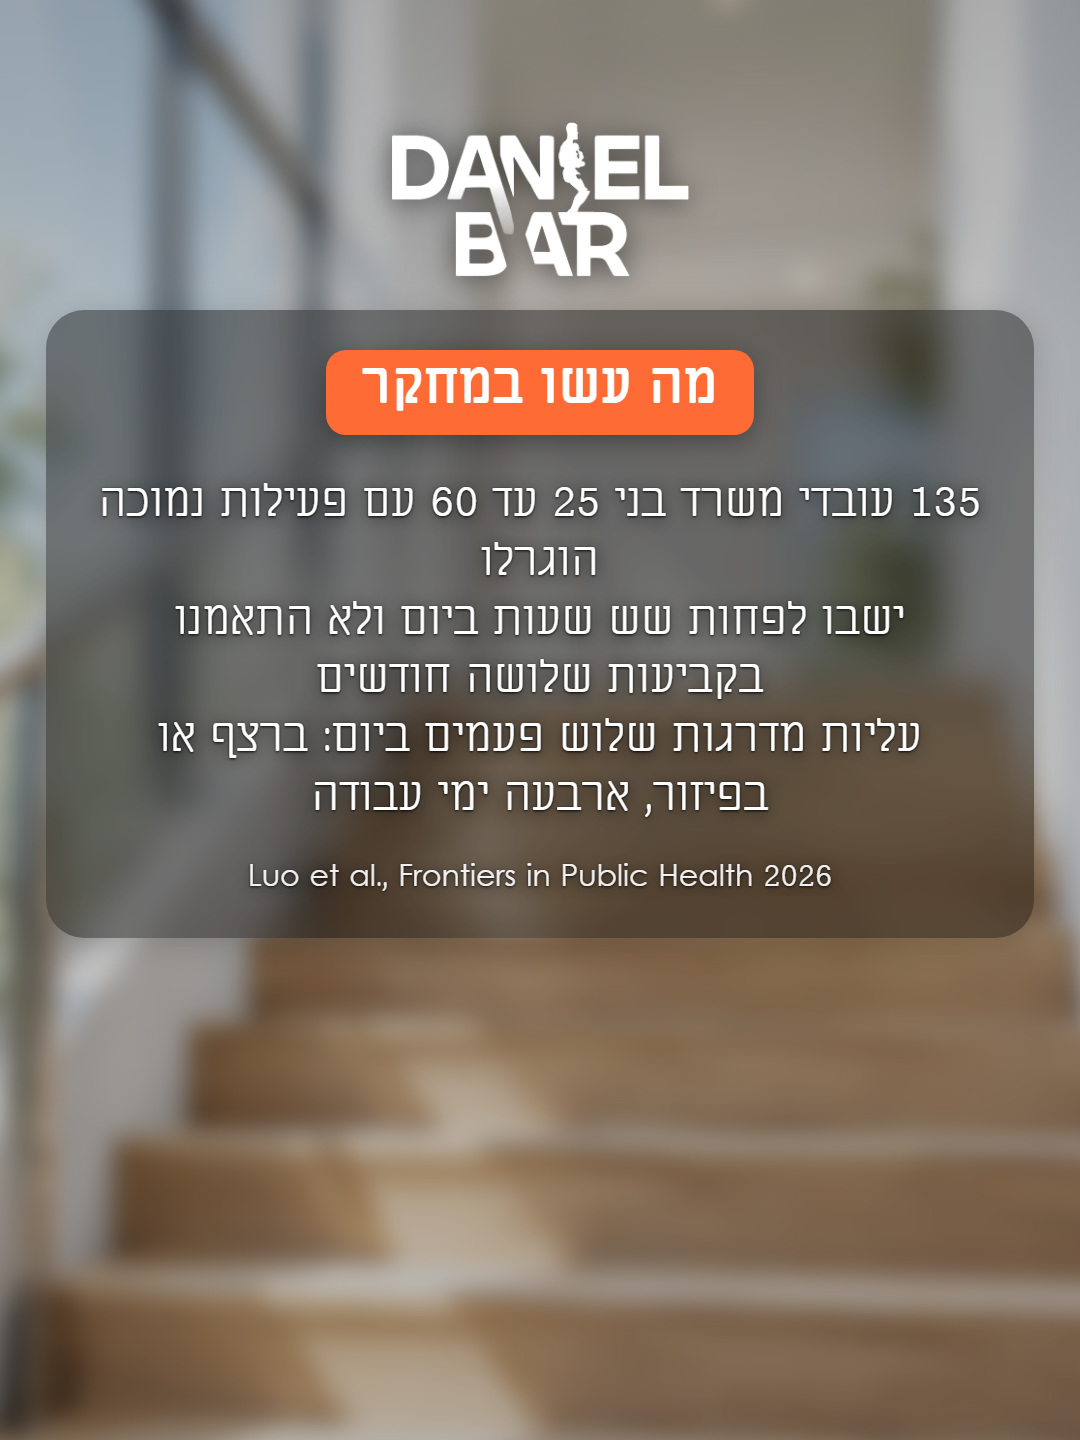 DANIEL
BAR
מה עשו במחקר
135 עובדי משרד בני 25 עד 60 עם פעילות נמוכה
הוגרלו
ישבו לפחות שש שעות ביום ולא התאמנו
בקביעות שלושה חודשים
עליות מדרגות שלוש פעמים ביום: ברצף או
בפיזור, ארבעה ימי עבודה
Luo et al., Frontiers in Public Health 2026